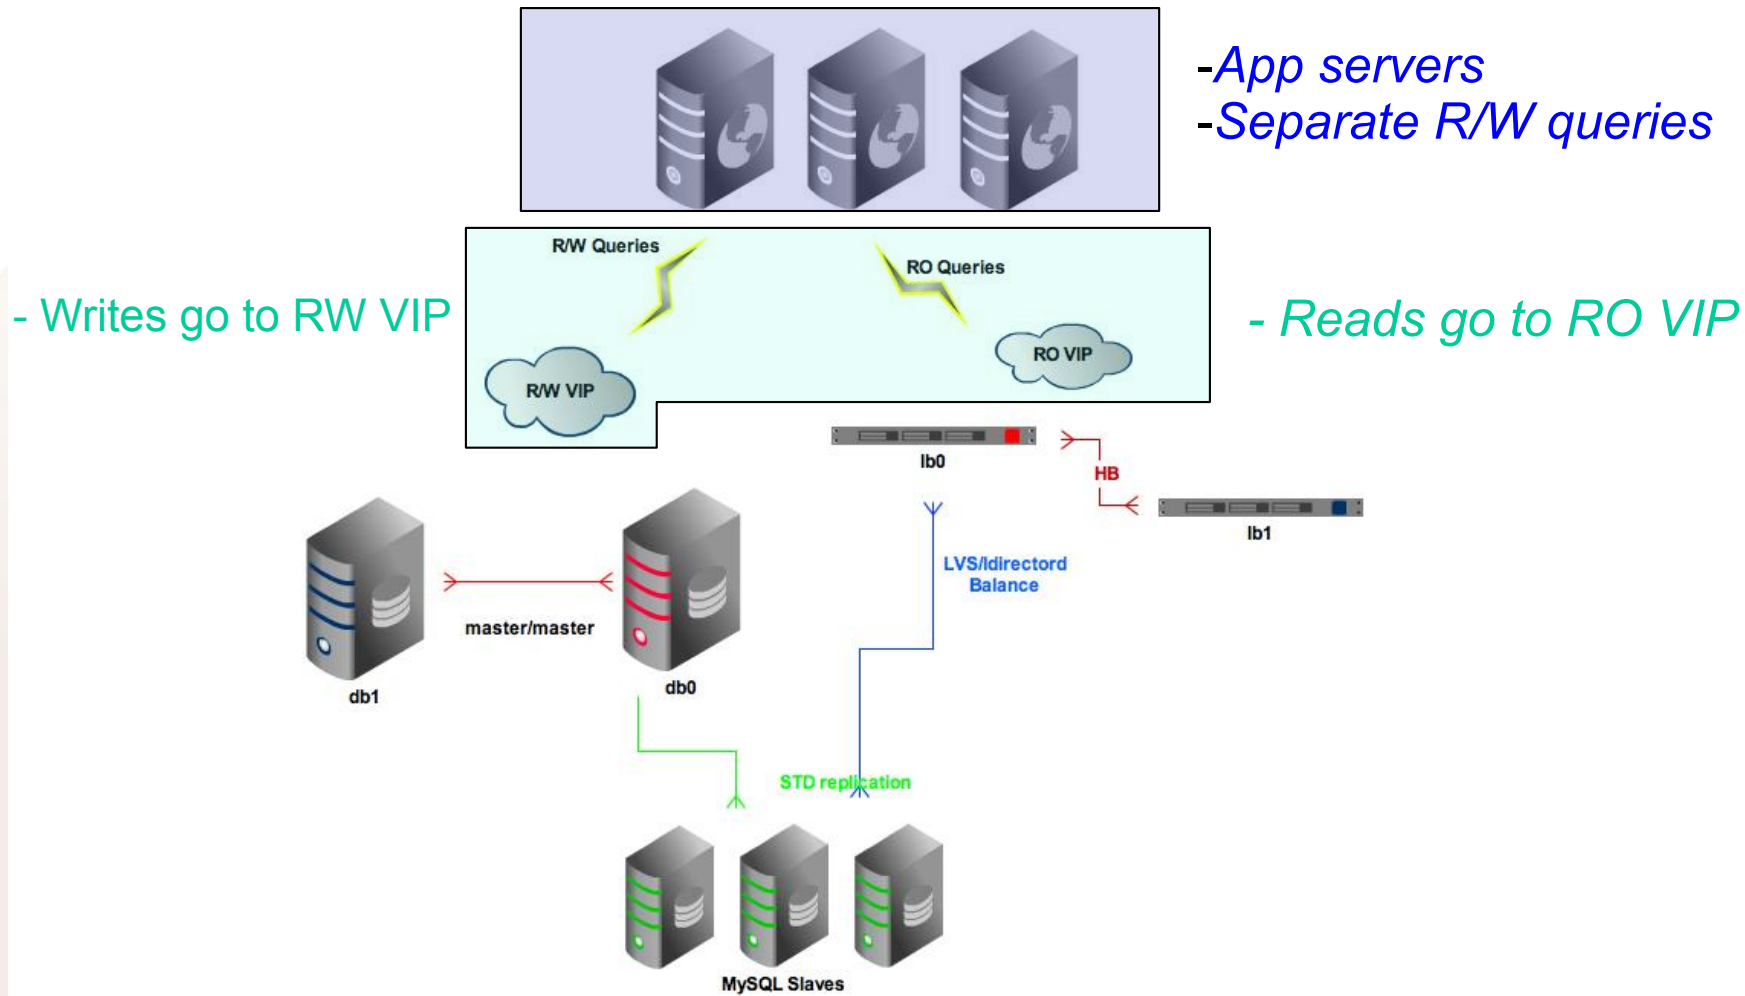 -App servers
-Separate R/W queries
R/W Queries
RO Queries
- Writes go to RW VIP
- Reads go to RO VIP
R/W VIP
RO VIP
lb0
HB
lb1
LVS/ldirectord
Balance
master/master
db1
db0
STD replication
MySQL Slaves